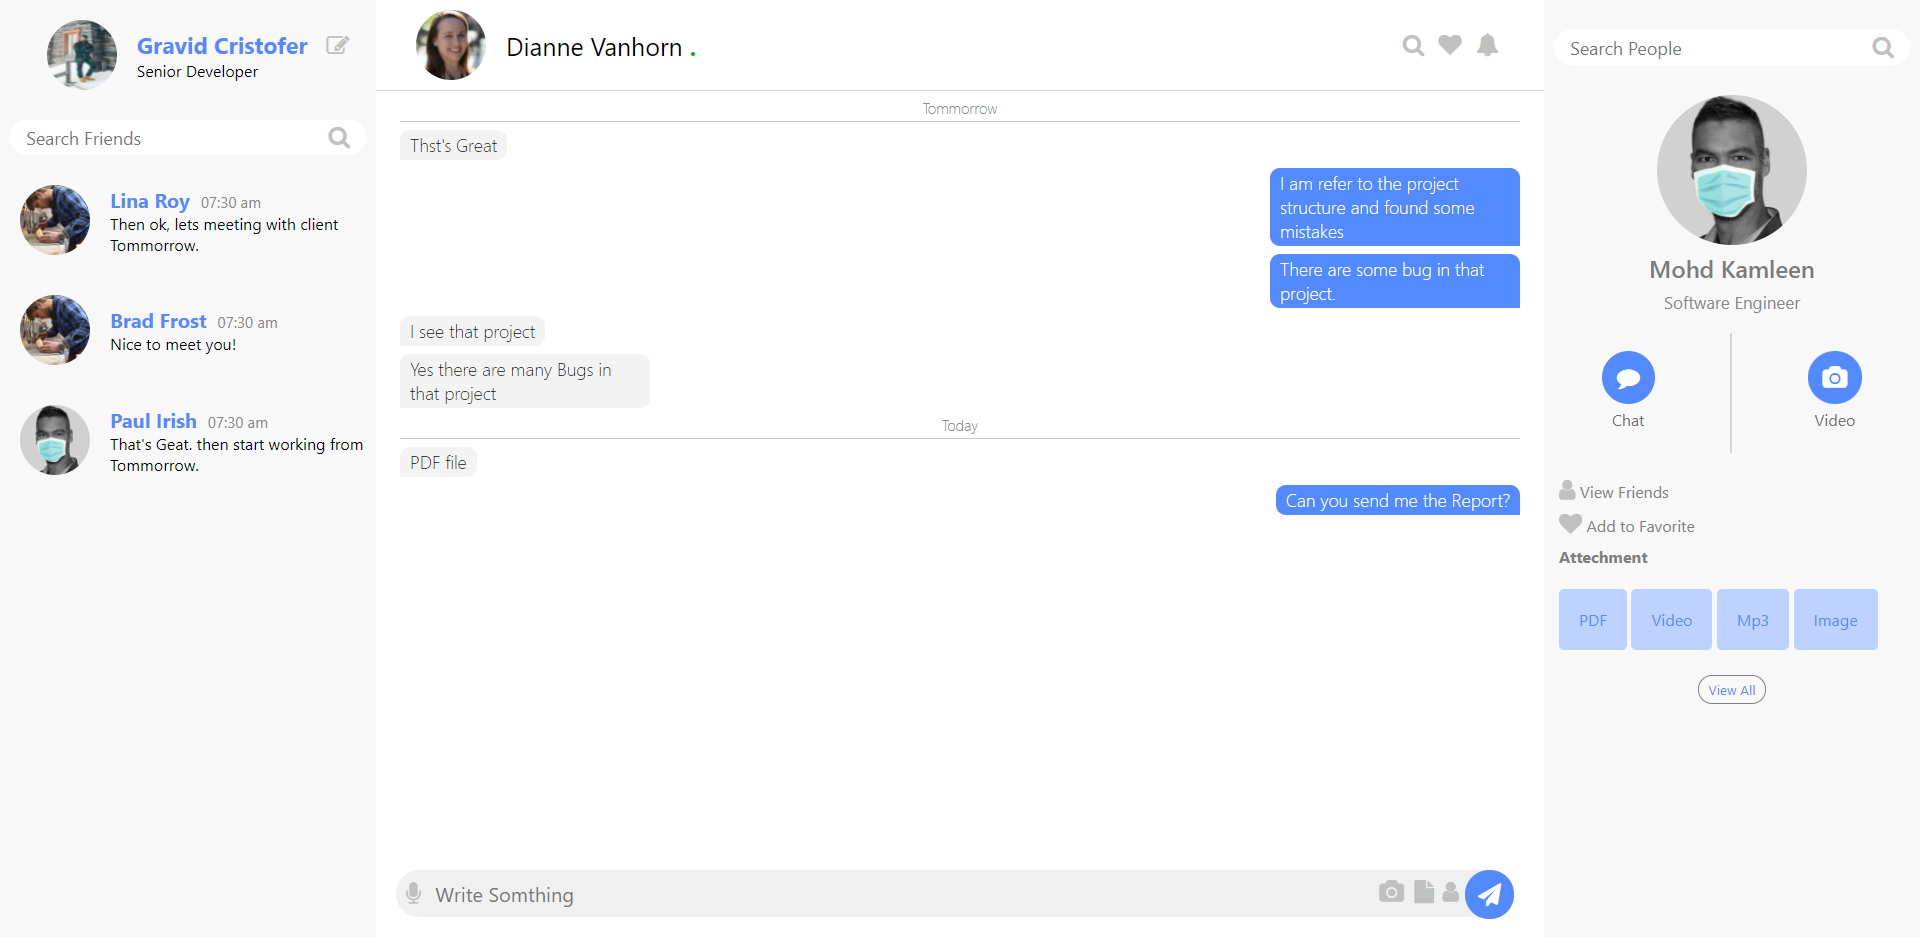 Gravid Cristofer
Senior Developer
Search Friends
Lina Roy 07:30 am
Then ok, lets meeting with client
Tommorrow.
Brad Frost 07:30 am
Nice to meet you!
Paul Irish 07:30 am
That's Geat. then start working from
Tommorrow.
Dianne Vanhorn .
Tommorrow
Thst's Great
I am refer to the project
structure and found some
mistakes
There are some bug in that
project.
I see that project
Yes there are many Bugs in
that project
Today
PDF file
Can you send me the Report?
Write Somthing
Search People
Mohd Kamleen
Software Engineer
Chat
Video
View Friends
Add to Favorite
Attechment
PDF Video Mp3 Image
View All